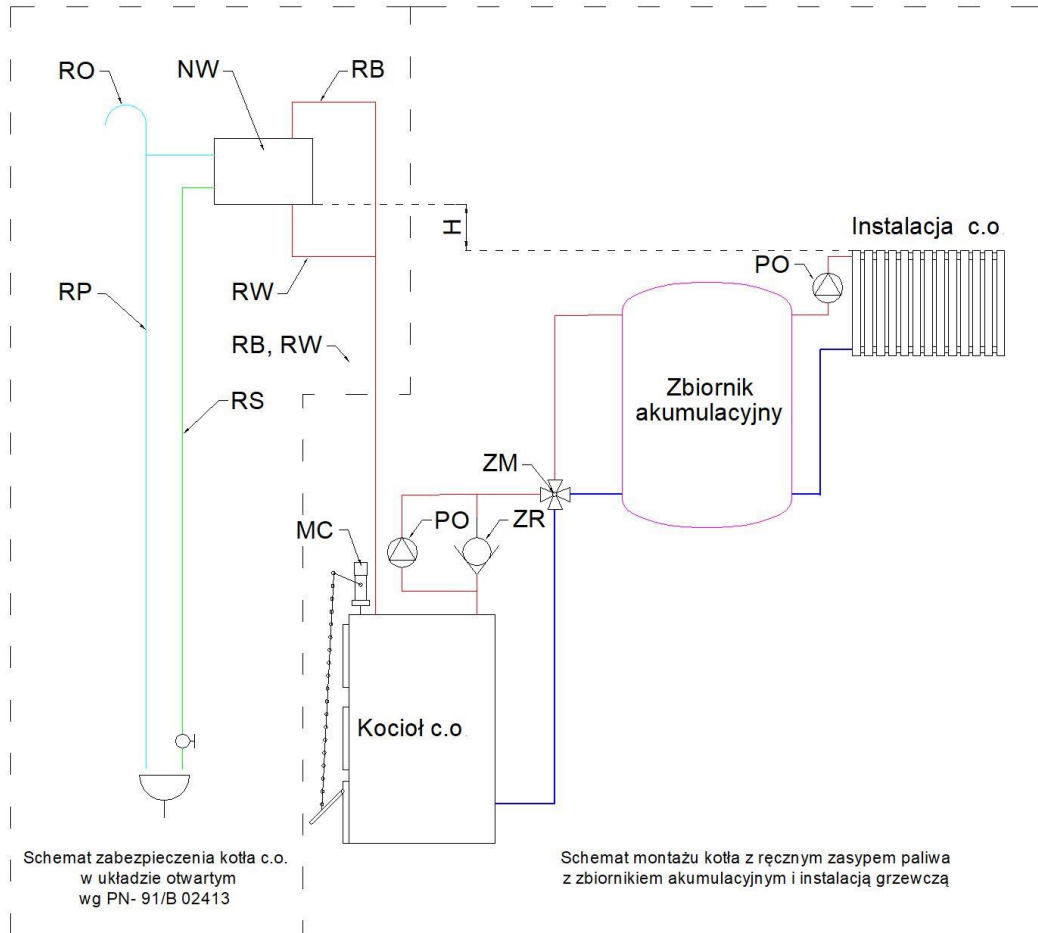 RO
NW
RB
H
Instalacja c.o
PO
RW
RP
RB, RW
Zbiornik
akumulacyjny
RS
ZM
PO
ZR
MC
Kocioł c.o
Schemat zabezpieczenia kotła c.o.
w układzie otwartym
wg PN- 91/B 02413
Schemat montażu kotła z ręcznym zasypem paliwa
z zbiornikiem akumulacyjnym i instalacją grzewczą